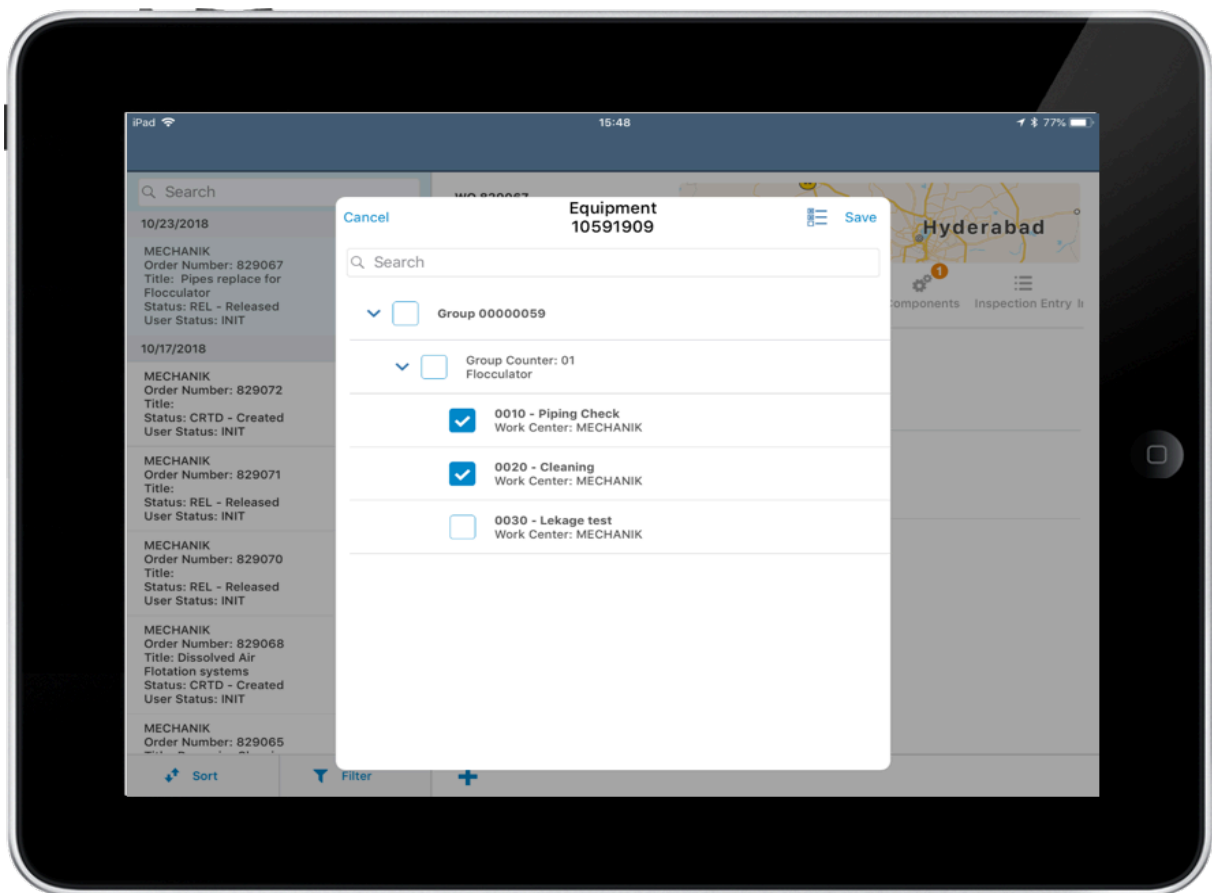 iPad
15:48
77%
Search
10/23/2018
MECHANIK
Order Number: 829067
Title: Pipes replace for
Flocculator
Status: REL - Released
User Status: INIT
10/17/2018
MECHANIK
Order Number: 829072
Title:
Status: CRTD - Created
User Status: INIT
MECHANIK
Order Number: 829071
Title:
Status: REL - Released
User Status: INIT
MECHANIK
Order Number: 829070
Title:
Status: REL - Released
User Status: INIT
MECHANIK
Order Number: 829068
Title: Dissolved Air
Flotation systems
Status: CRTD - Created
User Status: INIT
MECHANIK
Order Number: 829065
Sort
Filter
WO 829067
Hyderabad
1
omponents
Inspection Entry
Cancel
Equipment
10591909
Save
Search
Group 00000059
Group Counter: 01
Flocculator
0010 - Piping Check
Work Center: MECHANIK
0020 - Cleaning
Work Center: MECHANIK
0030 - Lekage test
Work Center: MECHANIK